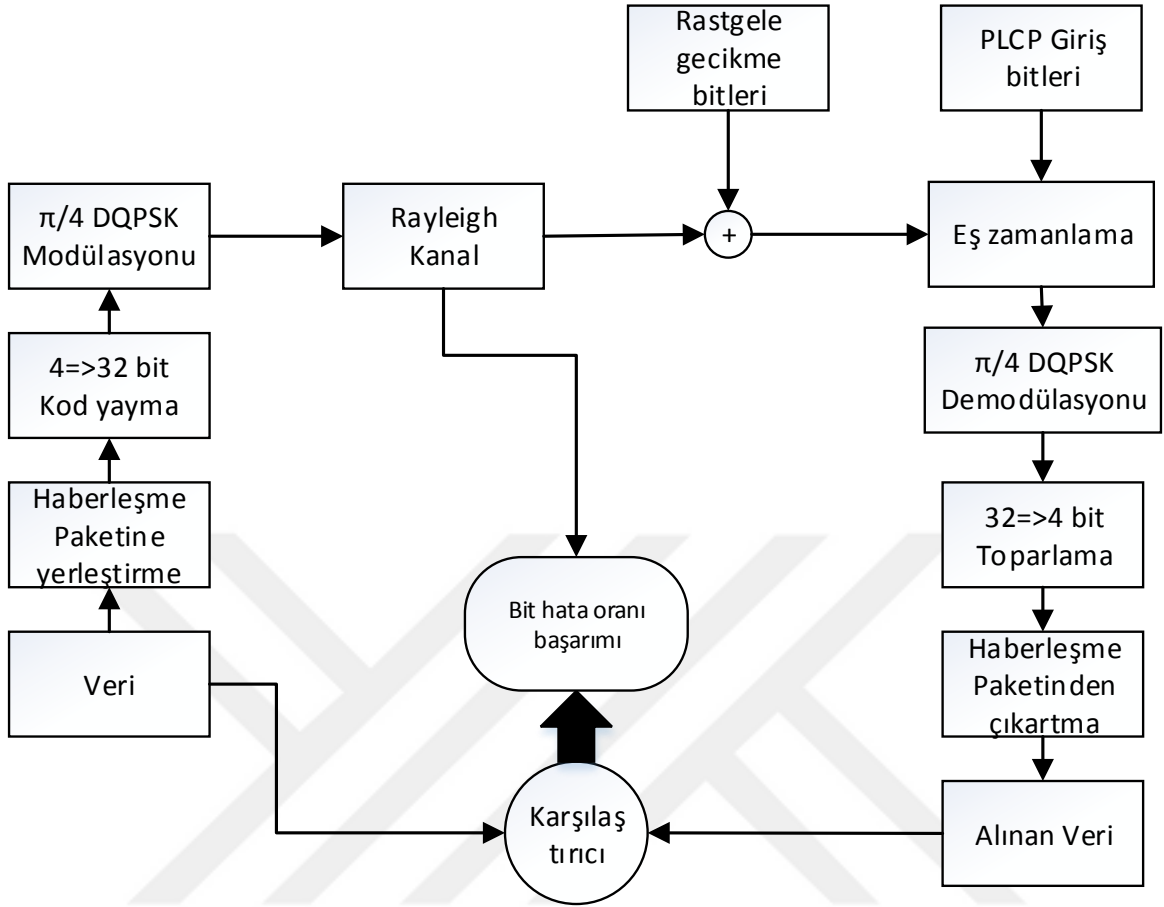 Rastgele
gecikme
bitleri
PLCP Giriş
bitleri
π/4 DQPSK
Modülasyonu
Rayleigh
Kanal
+
Eş zamanlama
4=>32 bit
Kod yayma
π/4 DQPSK
Demodülasyonu
Haberleşme
Paketine
yerleştirme
32=>4 bit
Toparlama
Bit hata oranı
başarımı
Veri
Haberleşme
Paketinden
çıkartma
Karşılaş
tırıcı
Alınan Veri